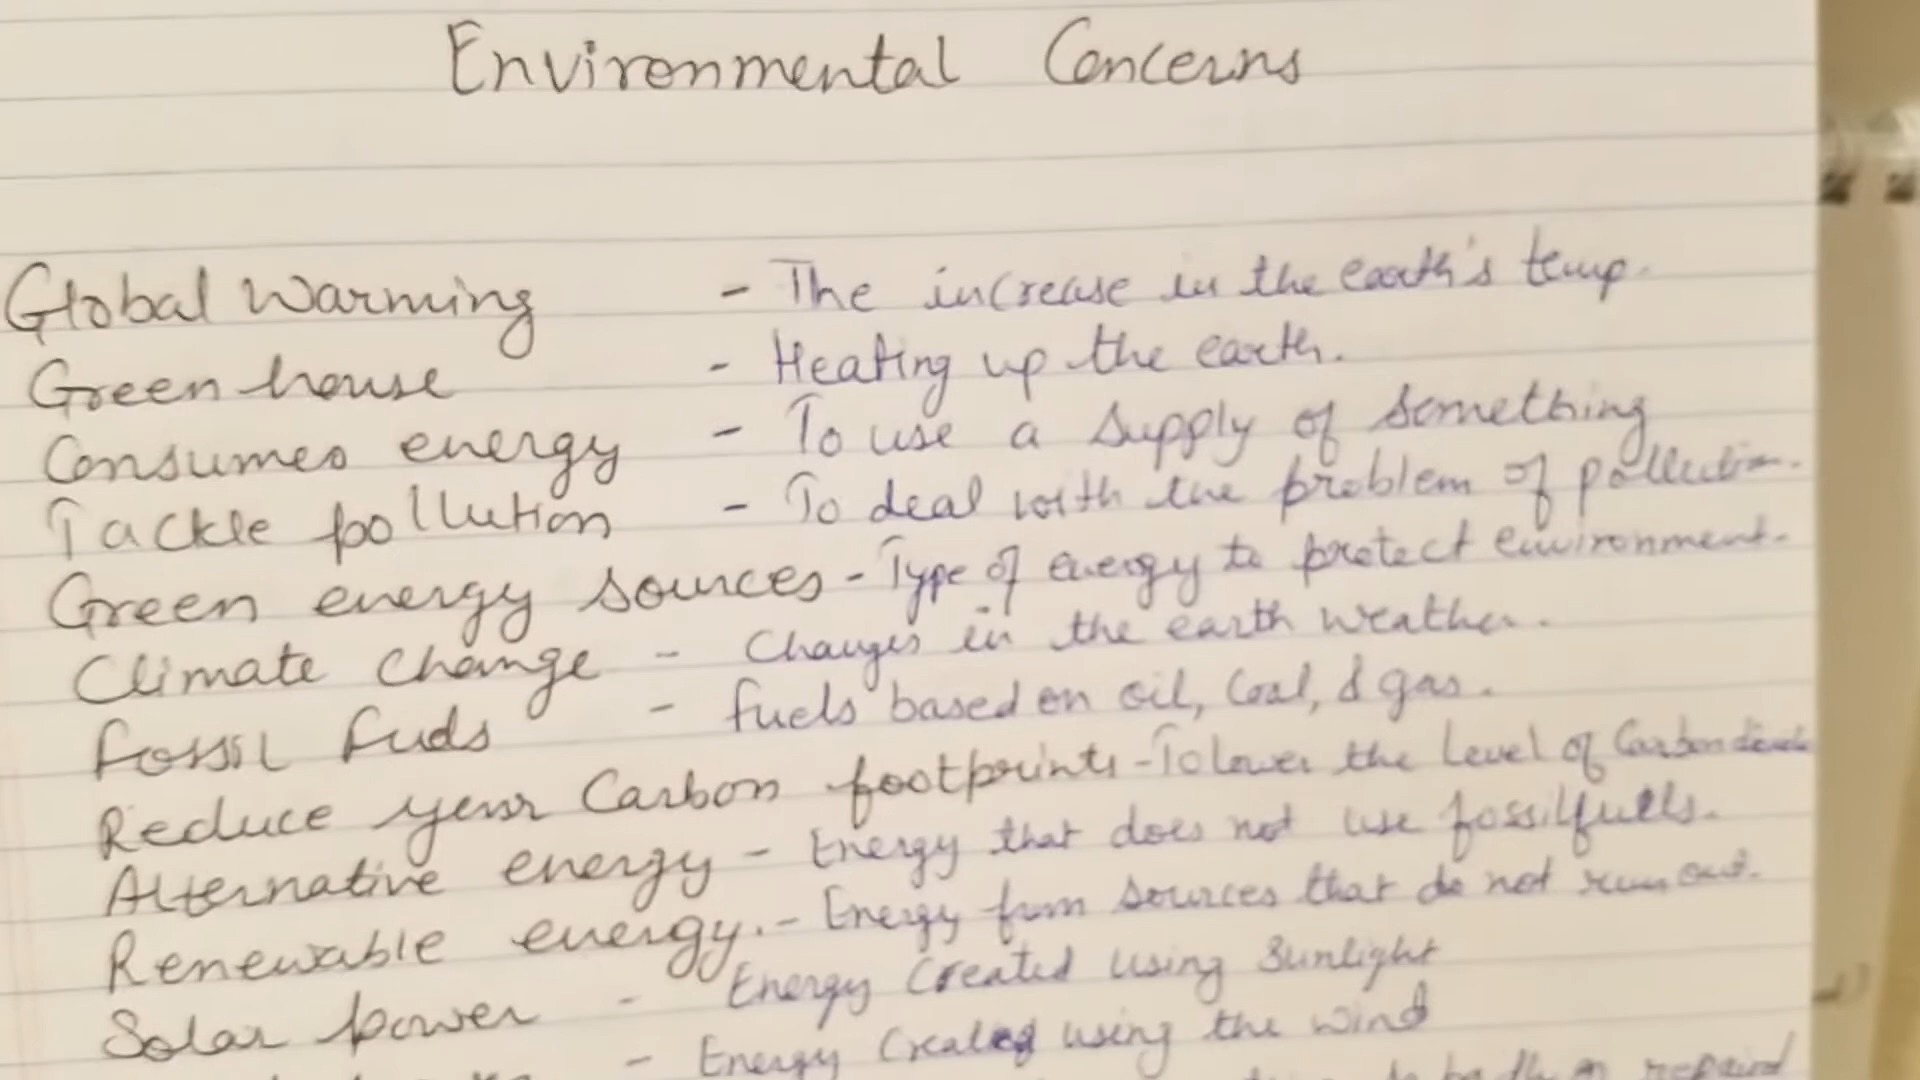 Environmental Concerns
Global Warming - The increase in the earth's temp.
Green house - Heating up the earth.
Consumes energy - To use a supply of something
Tackle pollution - To deal with the problem of pollution.
Green energy sources - Type of energy to protect environment.
Climate change - Changes in the earth weather.
Fossil fuels - fuels based on oil, Coal, & gas.
Reduce your Carbon footprints - To lower the level of Carbon
Alternative energy - Energy that does not use fossilfuels.
Renewable energy. - Energy from sources that do not run out.
Solar power - Energy Created using Sunlight
- Energy Created using the wind